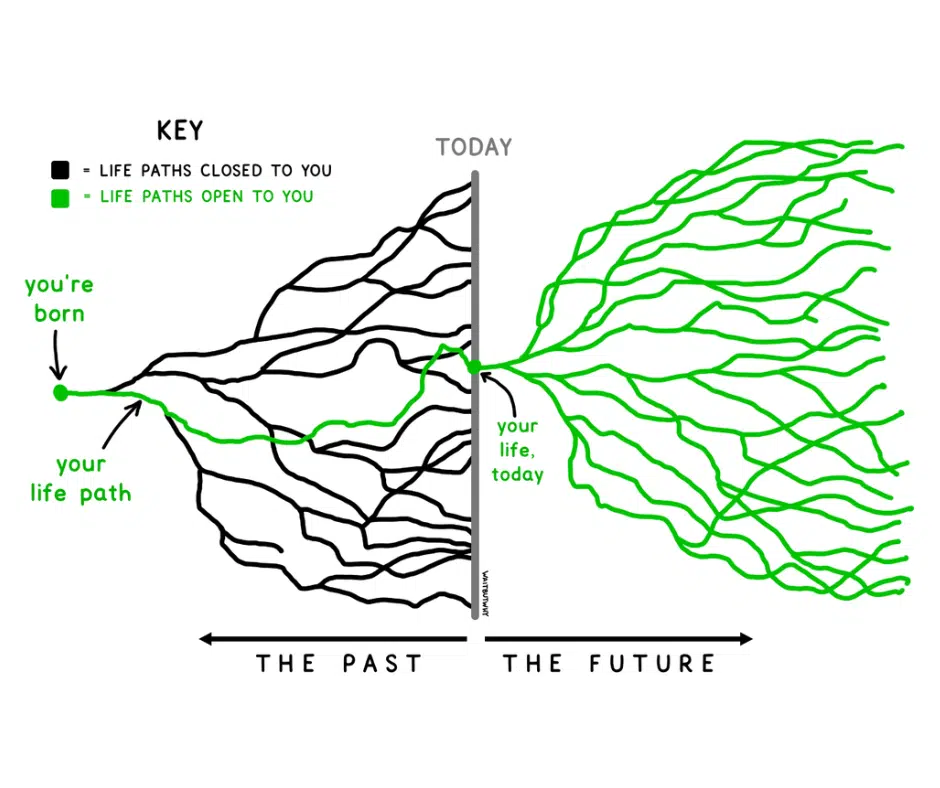 KEY
= LIFE PATHS CLOSED TO YOU
= LIFE PATHS OPEN TO YOU
TODAY
you're
born
your
life path
your
life,
today
WAITBUTWHY
THE PAST
THE FUTURE